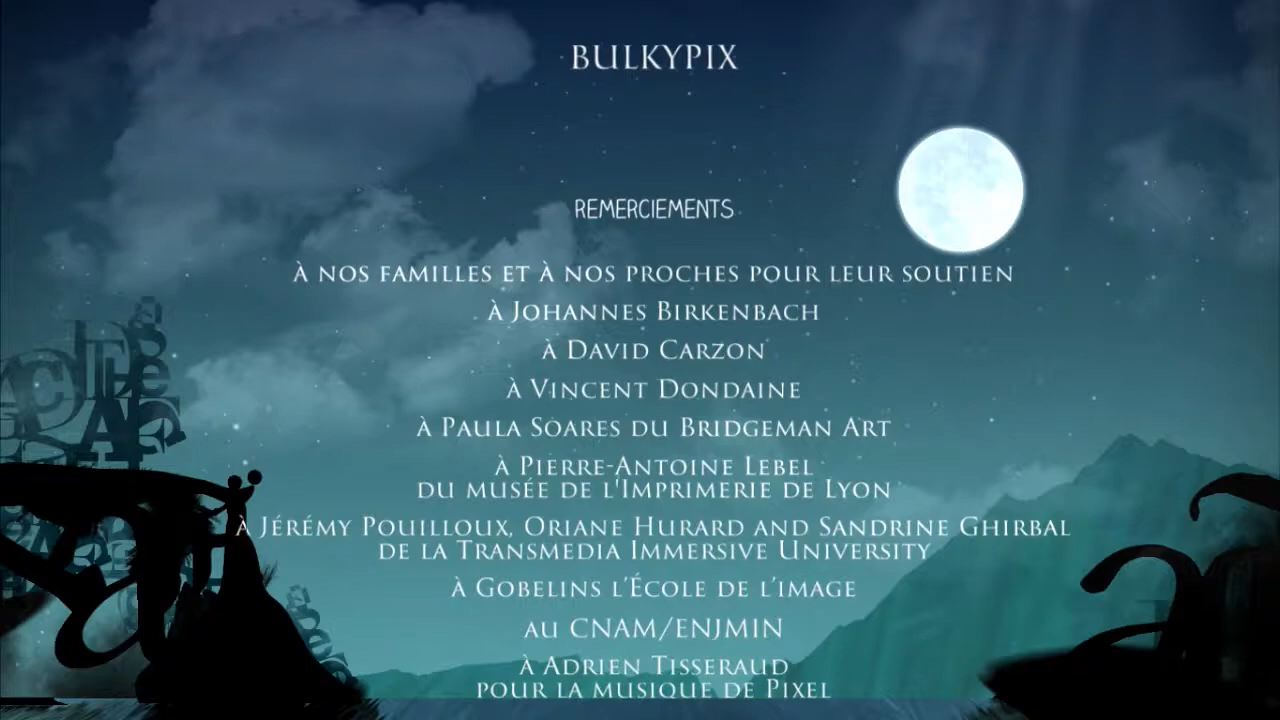 BULKYPIX
REMERCIEMENTS
À NOS FAMILLES ET À NOS PROCHES POUR LEUR SOUTIEN
À JOHANNES BIRKENBACH
À DAVID CARZON
À VINCENT DONDAINE
À PAULA SOARES DU BRIDGEMAN ART
À PIERRE-ANTOINE LEBEL
DU MUSÉE DE L'IMPRIMERIE DE LYON
À JÉRÉMY POUILLOUX, ORIANE HURARD AND SANDRINE GHIRBAL
DE LA TRANSMEDIA IMMERSIVE UNIVERSITY
À GOBELINS L'ÉCOLE DE L'IMAGE
AU CNAM/ENJMIN
À ADRIEN TISSERAUD
POUR LA MUSIQUE DE PIXEL